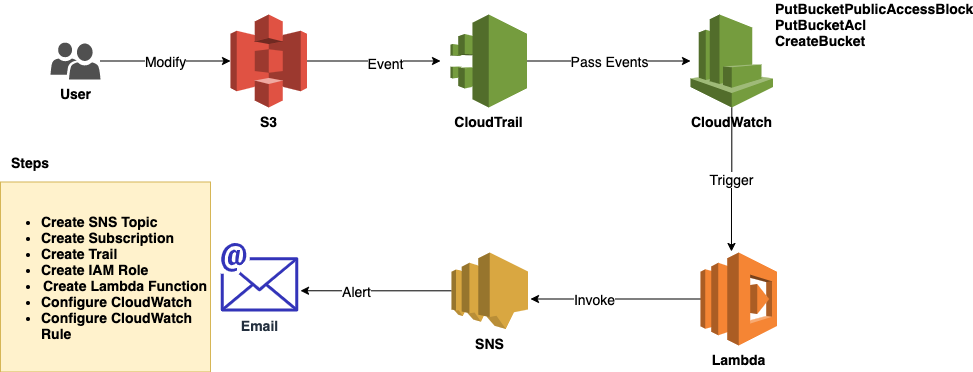 PutBucketPublicAccessBlock
PutBucketAcl
CreateBucket
Modify
Event
Pass Events
User
S3
CloudTrail
CloudWatch
Steps
Trigger
• Create SNS Topic
• Create Subscription
• Create Trail
• Create IAM Role
• Create Lambda Function
• Configure CloudWatch
• Configure CloudWatch
Rule
@
Alert
Invoke
Email
SNS
Lambda